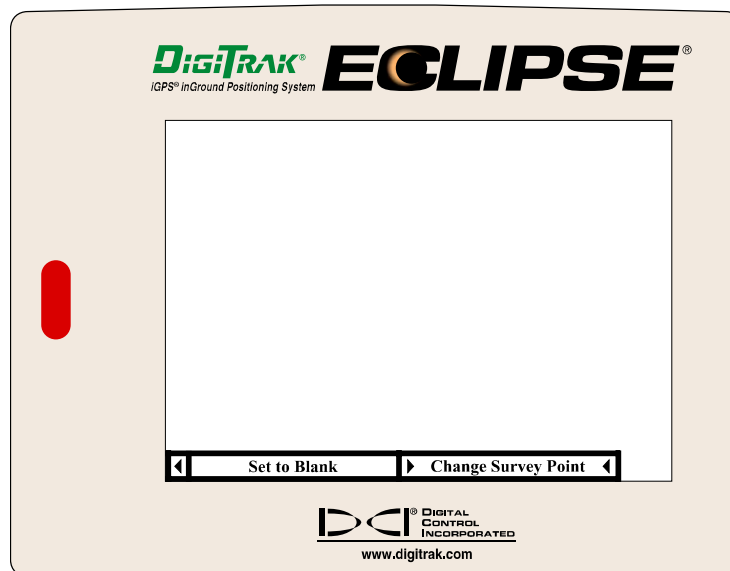 DIGITRAK® ECLIPSE®
iGPS® inGround Positioning System
Set to Blank Change Survey Point
DCI® DIGITAL
CONTROL
INCORPORATED
www.digitrak.com